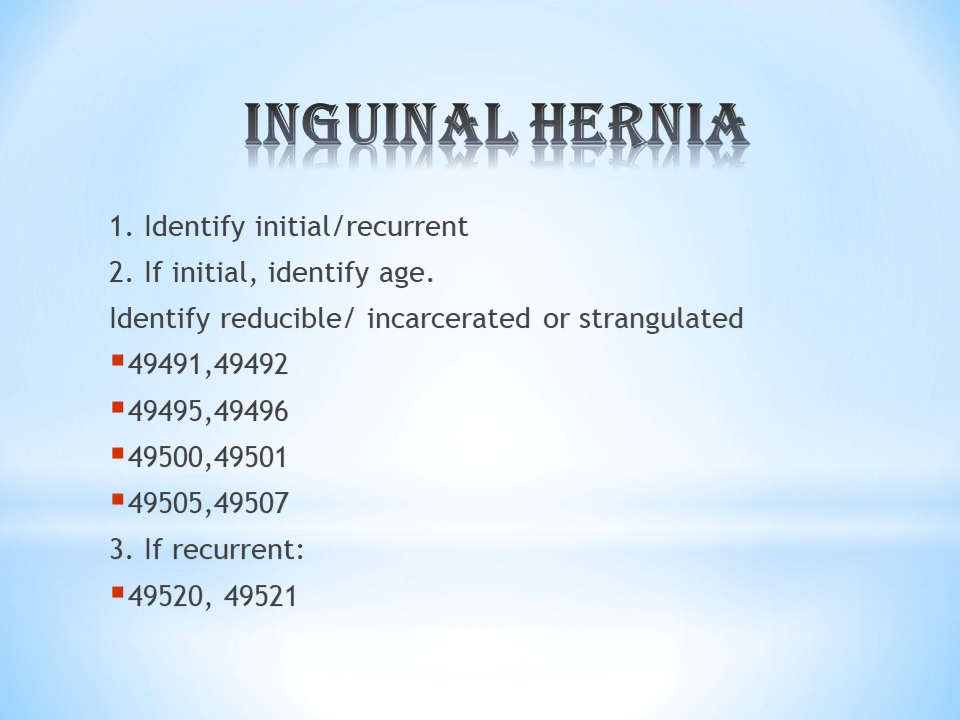 INGUINAL HERNIA
1. Identify initial/recurrent
2. If initial, identify age.
Identify reducible/ incarcerated or strangulated
▪49491,49492
▪49495,49496
▪49500,49501
▪49505,49507
3. If recurrent:
▪49520, 49521